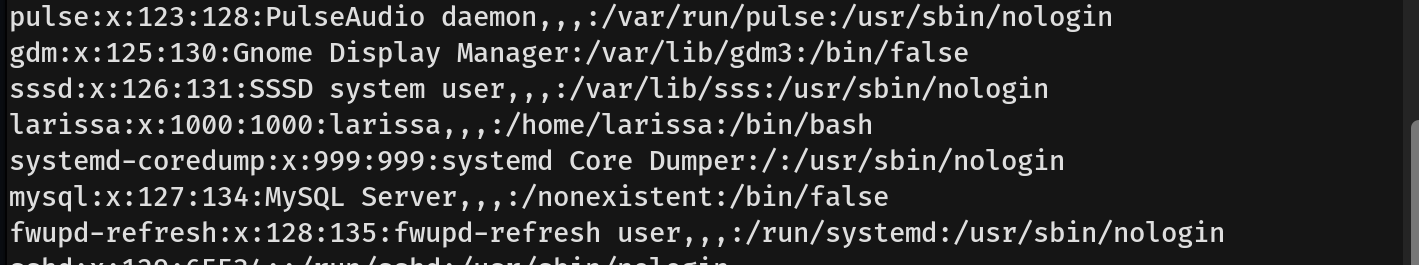 pulse:x:123:128:PulseAudio daemon,,,:/var/run/pulse:/usr/sbin/nologin
gdm:x:125:130:Gnome Display Manager:/var/lib/gdm3:/bin/false
sssd:x:126:131:SSSD system user,,,:/var/lib/sss:/usr/sbin/nologin
larissa:x:1000:1000:larissa,,,:/home/larissa:/bin/bash
systemd-coredump:x:999:999:systemd Core Dumper:/:/usr/sbin/nologin
mysql:x:127:134:MySQL Server,,,:/nonexistent:/bin/false
fwupd-refresh:x:128:135:fwupd-refresh user,,,:/run/systemd:/usr/sbin/nologin